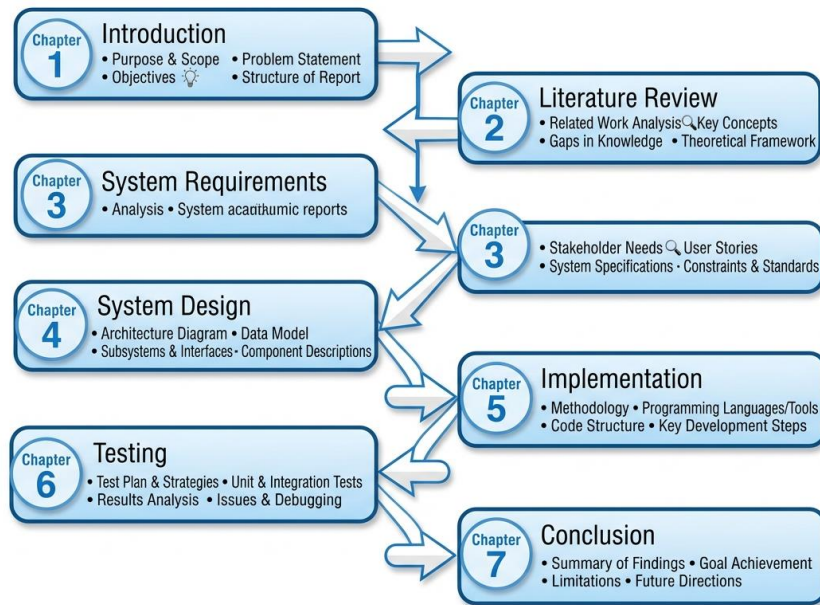 Chapter
1
Introduction
• Purpose & Scope • Problem Statement
• Objectives • Structure of Report
Chapter
2
Literature Review
• Related Work Analysis Key Concepts
• Gaps in Knowledge • Theoretical Framework
Chapter
3
System Requirements
• Analysis • System reports
Chapter
3
• Stakeholder Needs User Stories
• System Specifications · Constraints & Standards
Chapter
4
System Design
• Architecture Diagram • Data Model
• Subsystems & Interfaces · Component Descriptions
Chapter
5
Implementation
• Methodology • Programming Languages/Tools
• Code Structure • Key Development Steps
Chapter
6
Testing
• Test Plan & Strategies • Unit & Integration Tests
• Results Analysis • Issues & Debugging
Chapter
7
Conclusion
• Summary of Findings • Goal Achievement
• Limitations • Future Directions